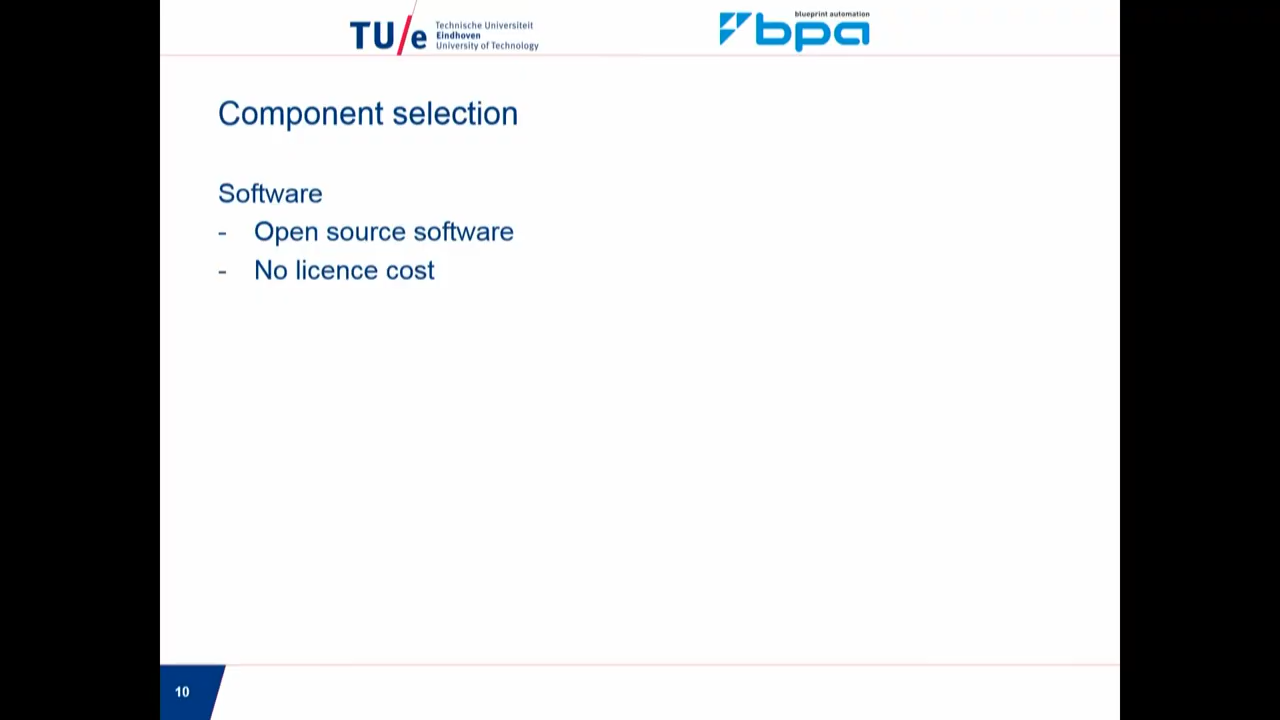 TU/e
Technische Universiteit
Eindhoven
University of Technology
blueprint automation
bpa
Component selection
Software
- Open source software
- No licence cost
10